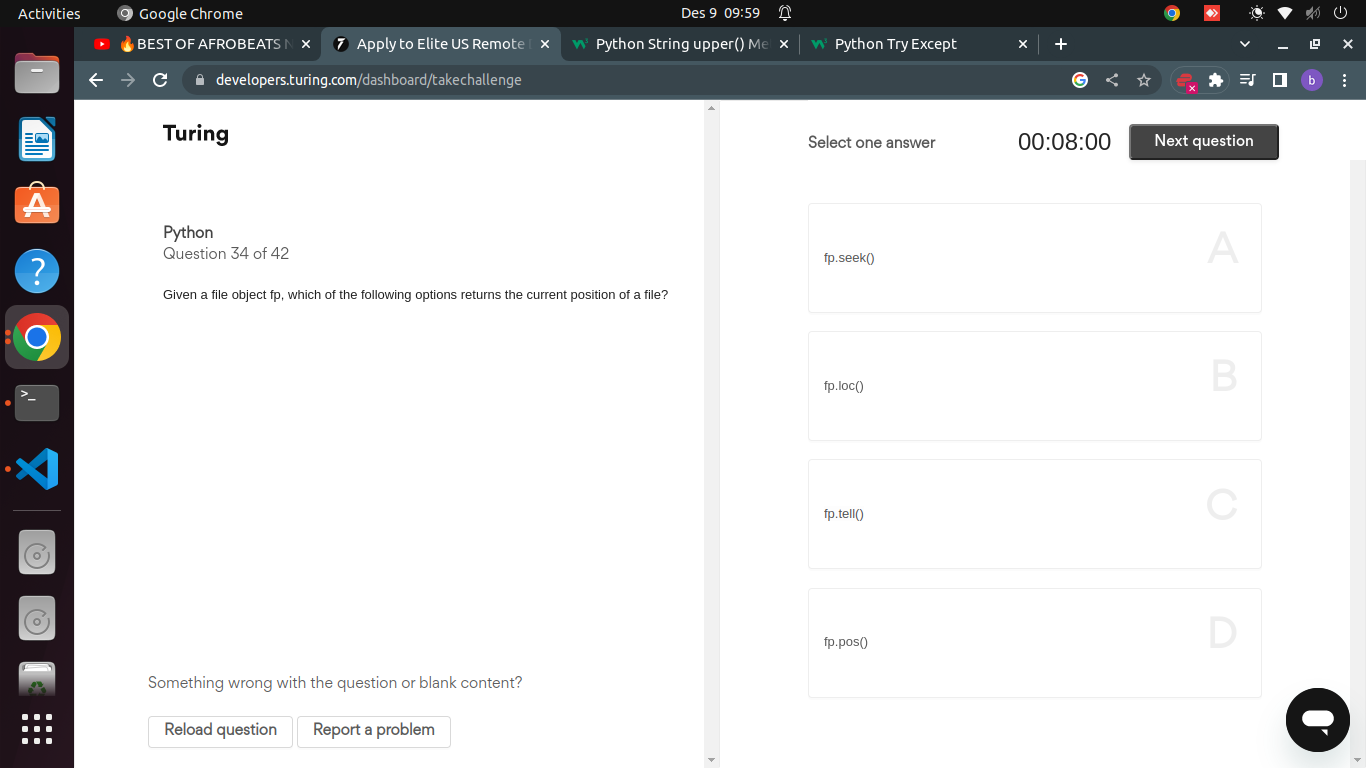 Activities
Google Chrome
Des 9 09:59
🔥BEST OF AFROBEATS N
Apply to Elite US Remote
Python String upper() Me
Python Try Except
developers.turing.com/dashboard/takechallenge
b
Turing
Select one answer
00:08:00
Next question
Python
Question 34 of 42
Given a file object fp, which of the following options returns the current position of a file?
A
fp.seek()
B
fp.loc()
C
fp.tell()
D
fp.pos()
Something wrong with the question or blank content?
Reload question
Report a problem